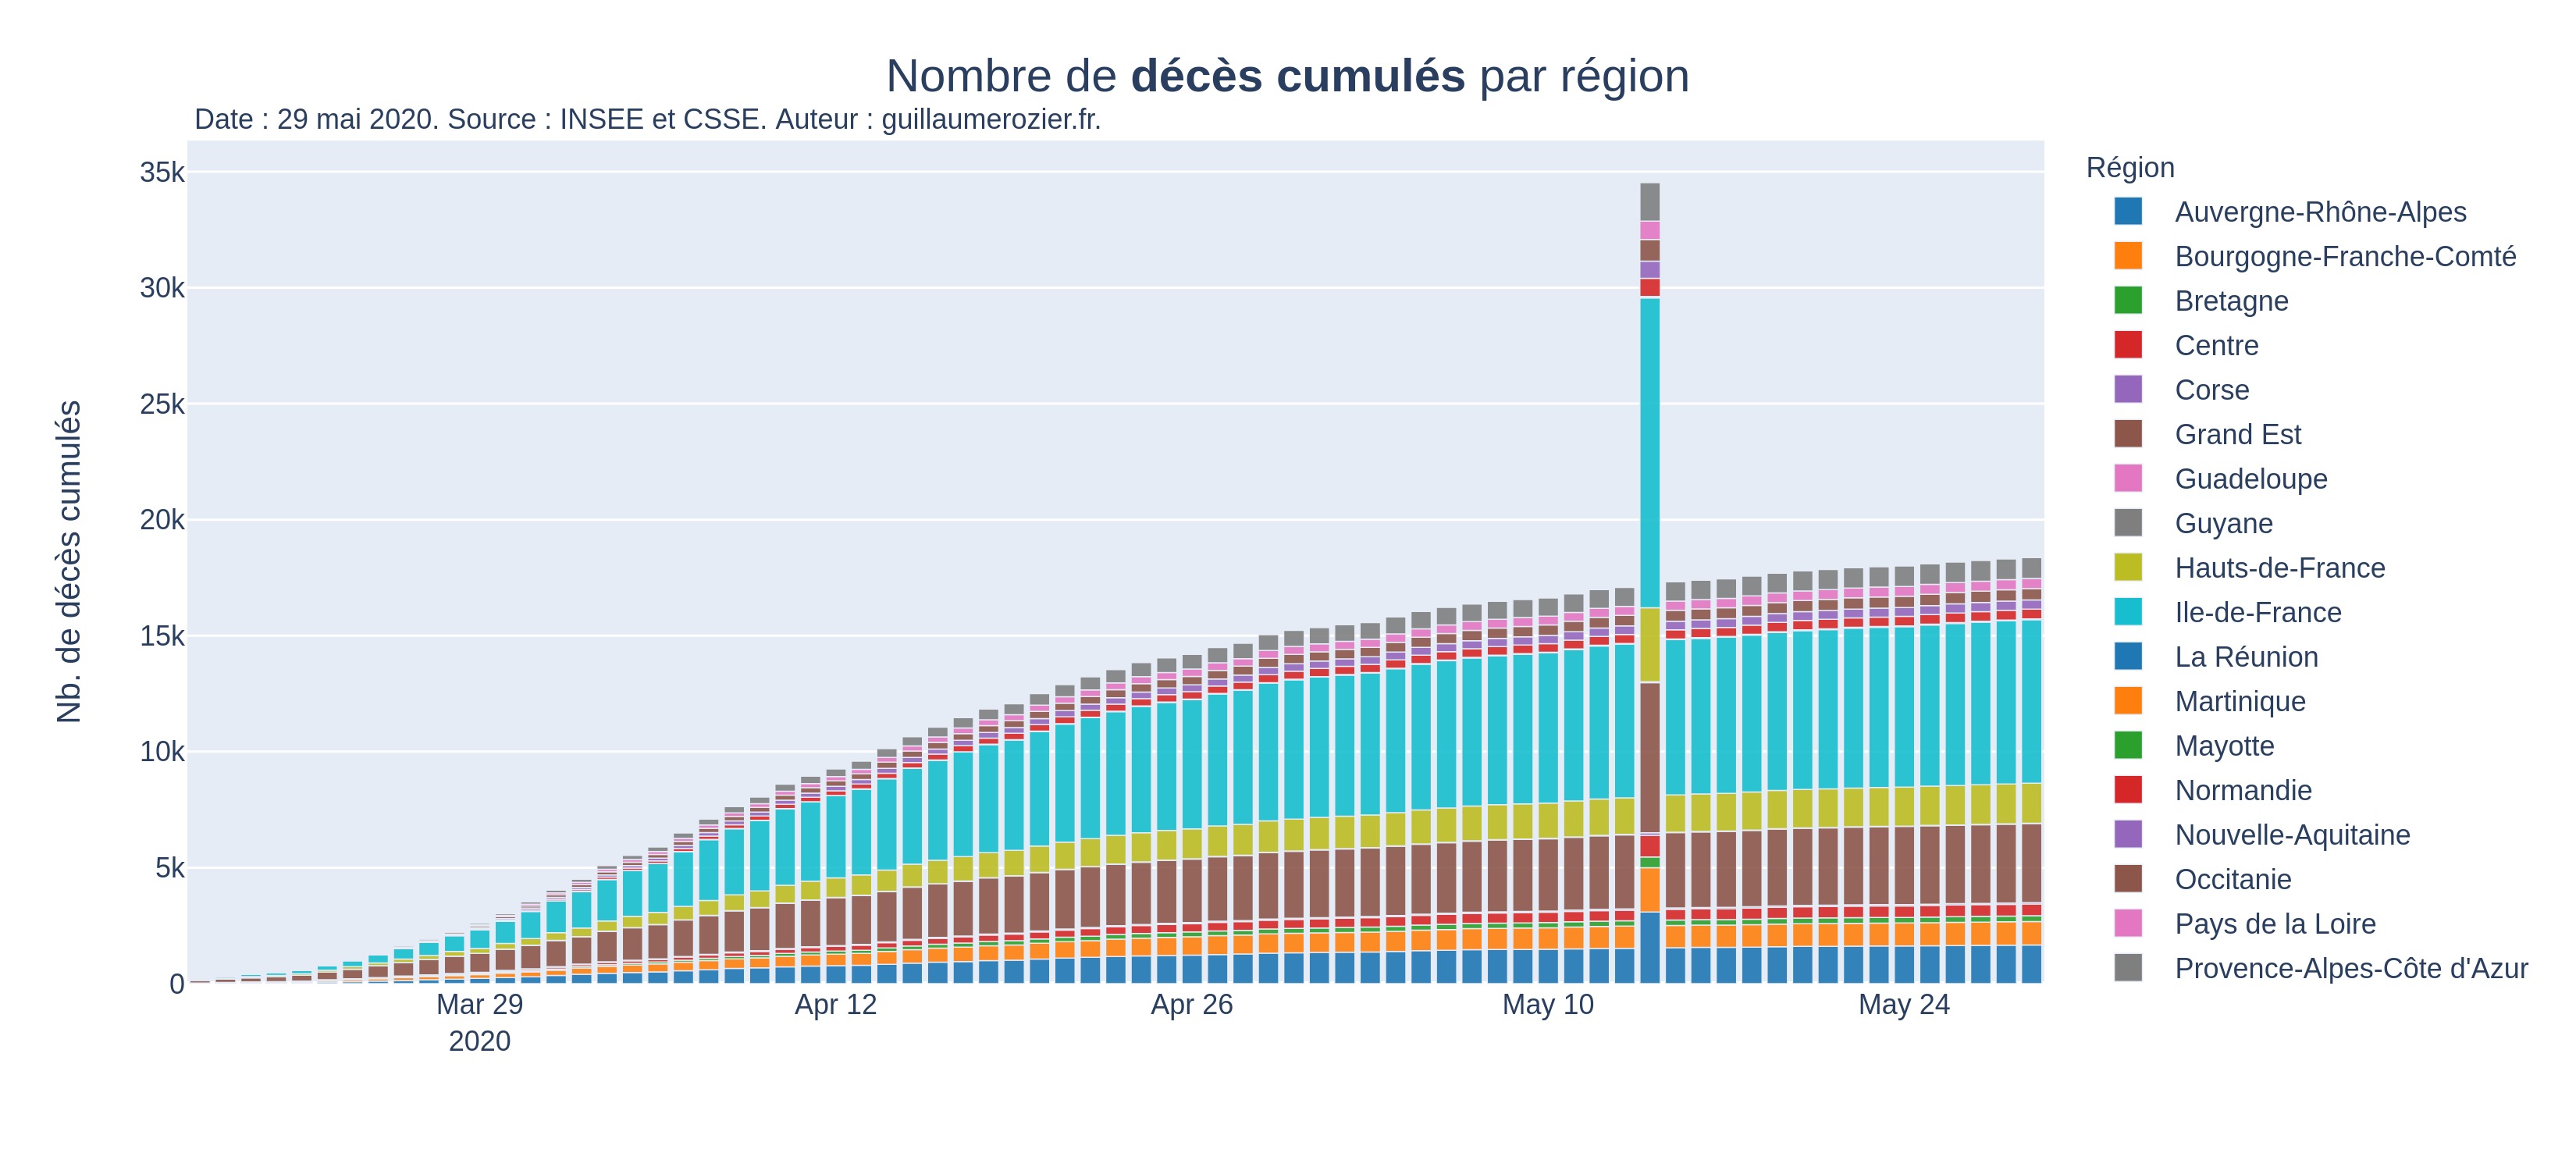 Nombre de décès cumulés par région
Date : 29 mai 2020. Source : INSEE et CSSE. Auteur : guillaumerozier.fr.
Nb. de décès cumulés
35k
30k
25k
20k
15k
10k
5k
0
Mar 29
2020
Apr 12
Apr 26
May 10
May 24
Région
Auvergne-Rhône-Alpes
Bourgogne-Franche-Comté
Bretagne
Centre
Corse
Grand Est
Guadeloupe
Guyane
Hauts-de-France
Ile-de-France
La Réunion
Martinique
Mayotte
Normandie
Nouvelle-Aquitaine
Occitanie
Pays de la Loire
Provence-Alpes-Côte d'Azur